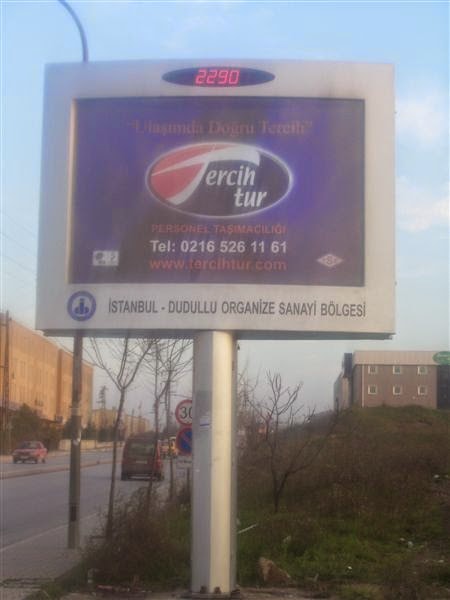 2290
"Ulaşımda Doğru Tercih"
Tercih
tur
PERSONEL TAŞIMACILIĞI
Tel: 0216 526 11 61
www.tercihtur.com
İSTANBUL - DUDULLU ORGANİZE SANAYİ BÖLGESİ
30